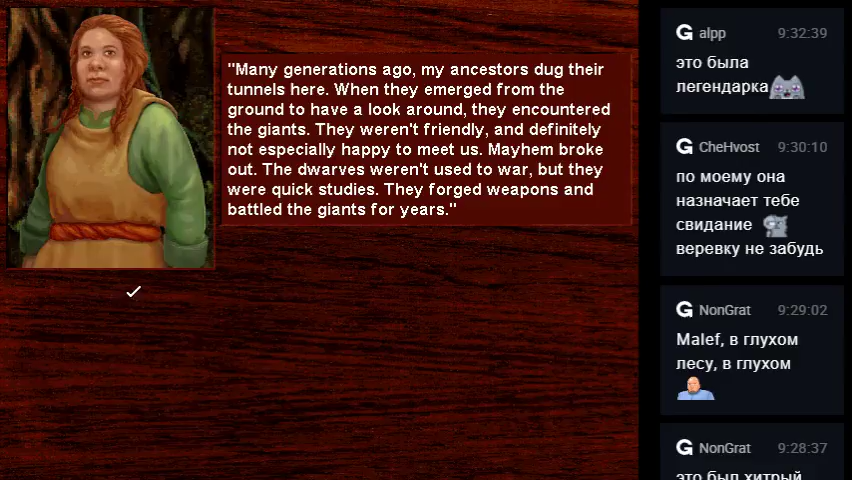 "Many generations ago, my ancestors dug their
tunnels here. When they emerged from the
ground to have a look around, they encountered
the giants. They weren't friendly, and definitely
not especially happy to meet us. Mayhem broke
out. The dwarves weren't used to war, but they
were quick studies. They forged weapons and
battled the giants for years."
G alpp 9:32:39
это была
легендарка
G CheHvost 9:30:10
по моему она
назначает тебе
свидание
веревку не забудь
G NonGrat 9:29:02
Malef, в глухом
лесу, в глухом
G NonGrat 9:28:37
это был хитрый